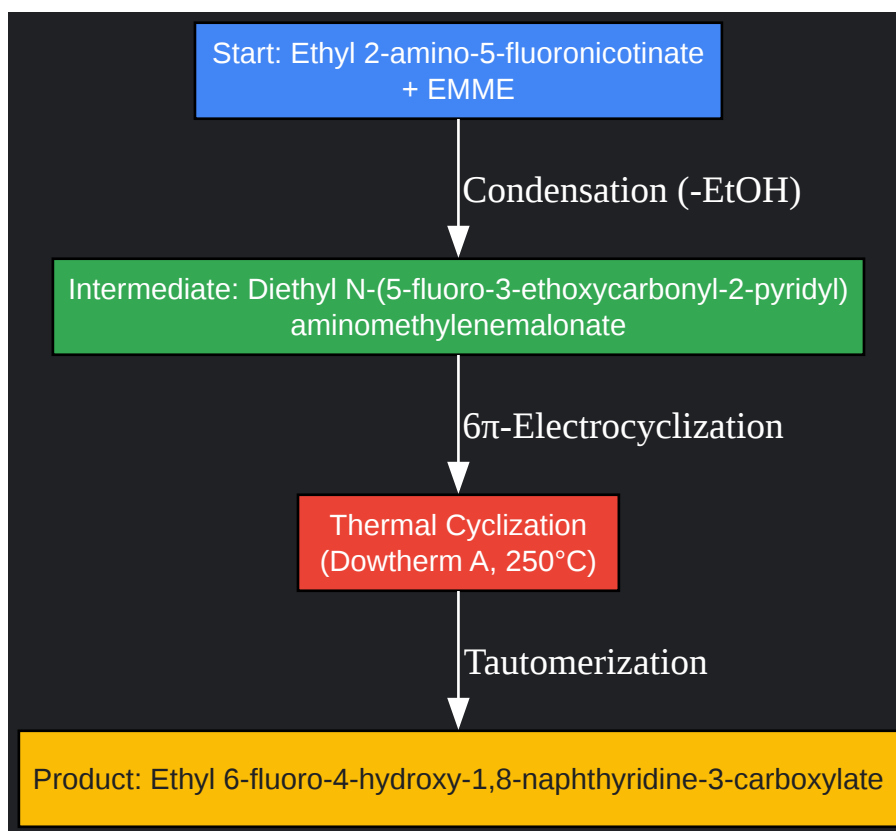 Start: Ethyl 2-amino-5-fluoronicotinate
+ EMME
Condensation (-EtOH)
Intermediate: Diethyl N-(5-fluoro-3-ethoxycarbonyl-2-pyridyl)
aminomethylenemalonate
6π-Electrocyclization
Thermal Cyclization
(Dowtherm A, 250°C)
Tautomerization
Product: Ethyl 6-fluoro-4-hydroxy-1,8-naphthyridine-3-carboxylate